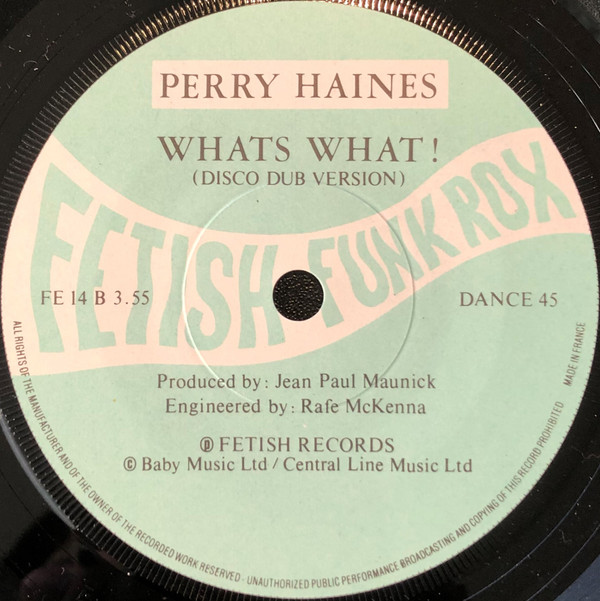 PERRY HAINES
WHATS WHAT!
(DISCO DUB VERSION)
FETISH FUNK ROX
FE 14 B 3.55
DANCE 45
Produced by: Jean Paul Maunick
Engineered by: Rafe McKenna
Ⓟ FETISH RECORDS
© Baby Music Ltd / Central Line Music Ltd
ALL RIGHTS OF THE MANUFACTURER AND OF THE OWNER OF THE RECORDED WORK RESERVED · UNAUTHORIZED PUBLIC PERFORMANCE BROADCASTING AND COPYING OF THIS RECORD PROHIBITED
MADE IN FRANCE